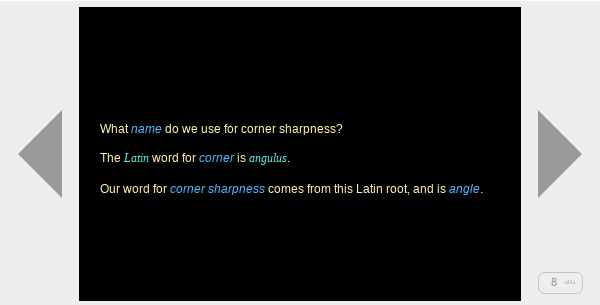 What name do we use for corner sharpness?
The Latin word for corner is angulus.
Our word for corner sharpness comes from this Latin root, and is angle.
8